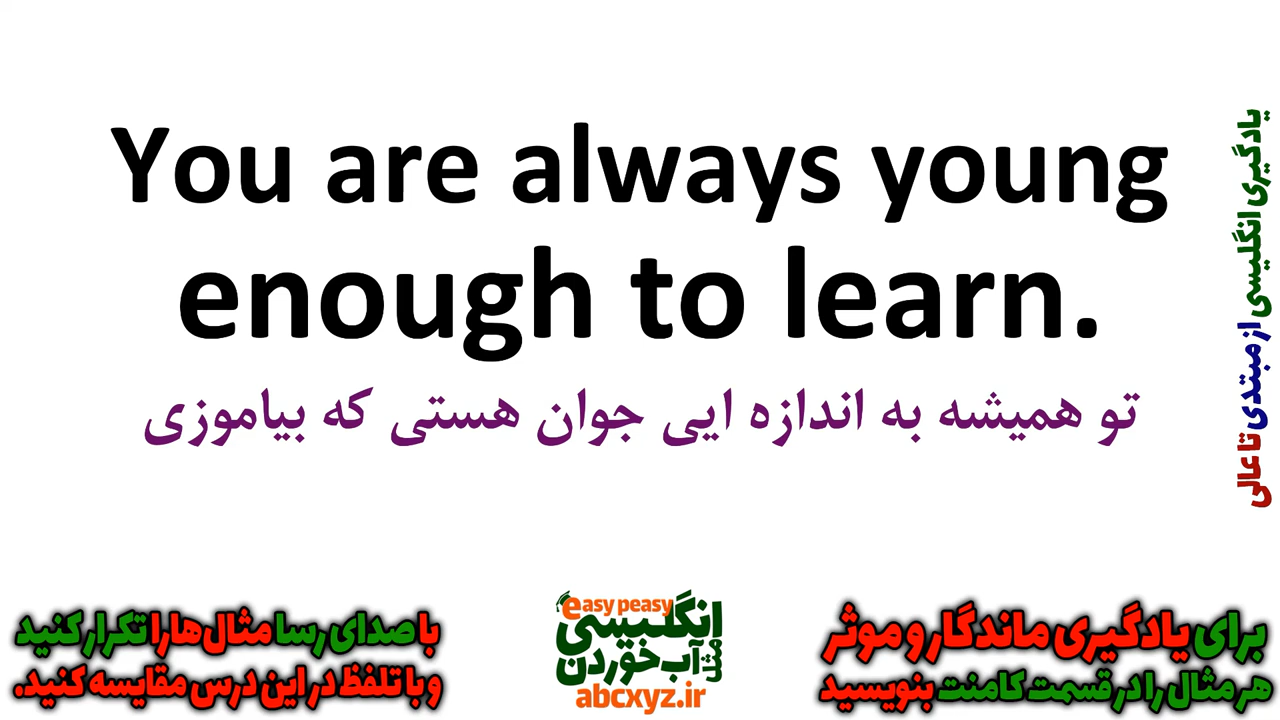 You are always young
enough to learn.
تو همیشه به اندازه ایی جوان هستی که بیاموزی
یادگیری انگلیسی از مبتدی تا عالی
برای یادگیری ماندگار و موثر
هر مثال را در قسمت کامنت بنویسید
easy peasy
انگلیسی
مثل
آب خوردن
abcxyz.ir
با صدای رسا مثال‌ها را تکرار کنید
و با تلفظ در این درس مقایسه کنید.